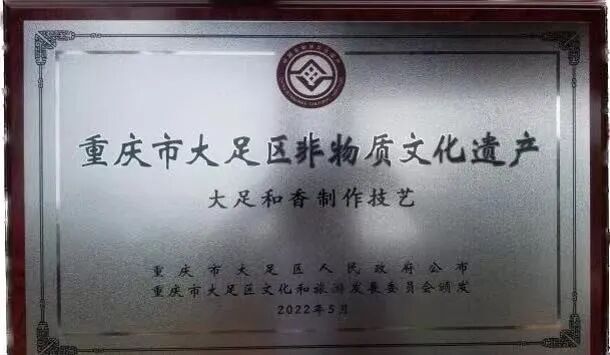 重庆市大足区非物质文化遗产
大足和香制作技艺
重庆市大足区人民政府公布
重庆市大足区文化和旅游发展委员会颁发
2022年5月